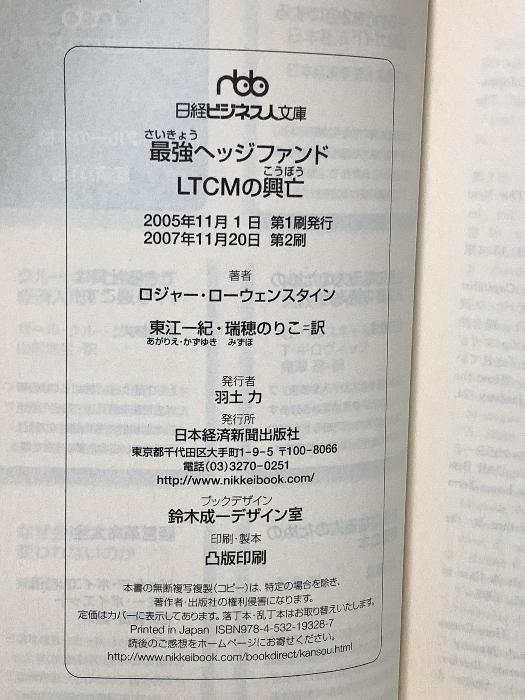 nbb
日経ビジネス人文庫
さいきょう
最強ヘッジファンド
こうぼう
LTCMの興亡
2005年11月1日 第1刷発行
2007年11月20日 第2刷
著者
ロジャー・ローウェンスタイン
東江一紀・瑞穂のりこ=訳
あがりえ・かずゆき みずほ
発行者
羽土 力
発行所
日本経済新聞出版社
東京都千代田区大手町1-9-5 〒100-8066
電話(03)3270-0251
http://www.nikkeibook.com/
ブックデザイン
鈴木成一デザイン室
印刷・製本
凸版印刷
本書の無断複写複製(コピー)は、特定の場合を除き、
著作者・出版社の権利侵害になります。
定価はカバーに表示してあります。落丁本・乱丁本はお取り替えいたします。
Printed in Japan ISBN978-4-532-19328-7
読後のご感想をホームページにお寄せください。
http://www.nikkeibook.com/bookdirect/kansou.html